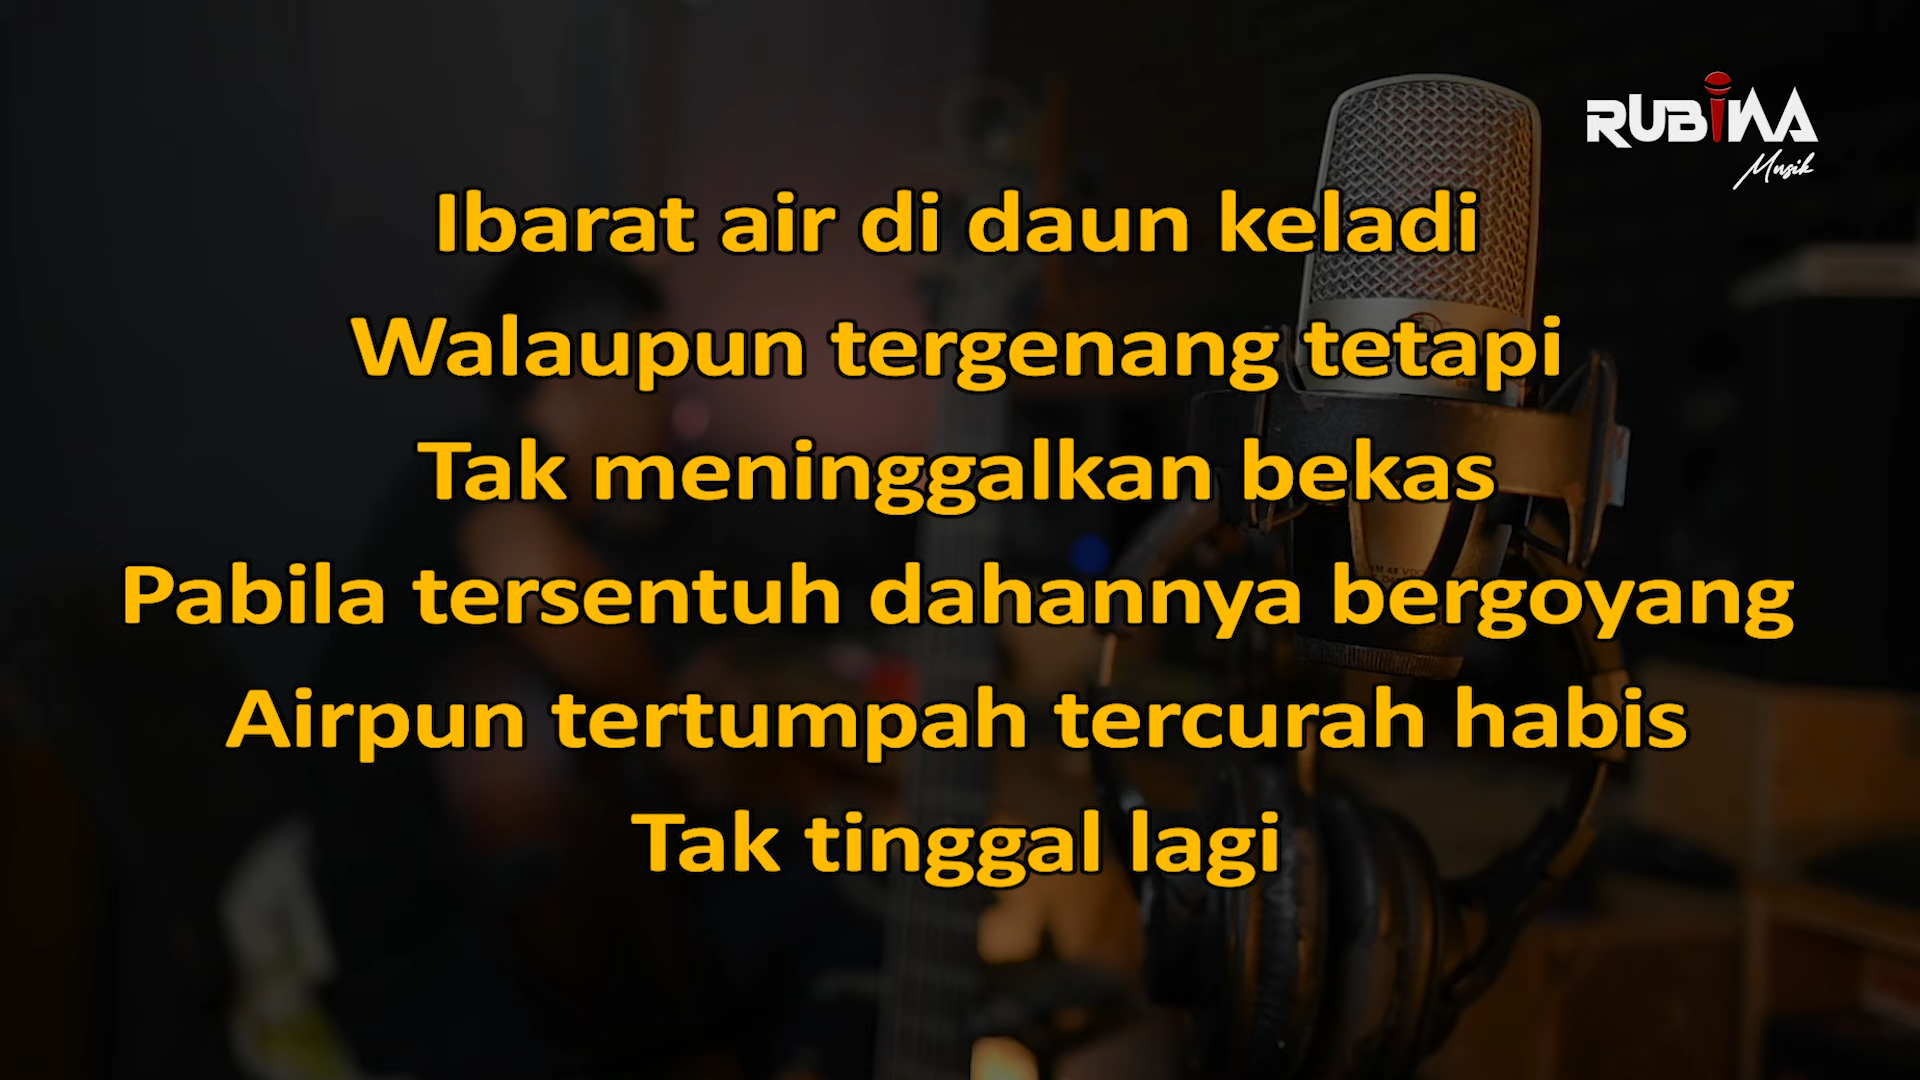 RUBINA
Musik
Ibarat air di daun keladi
Walaupun tergenang tetapi
Tak meninggalkan bekas
Pabila tersentuh dahannya bergoyang
Airpun tertumpah tercurah habis
Tak tinggal lagi